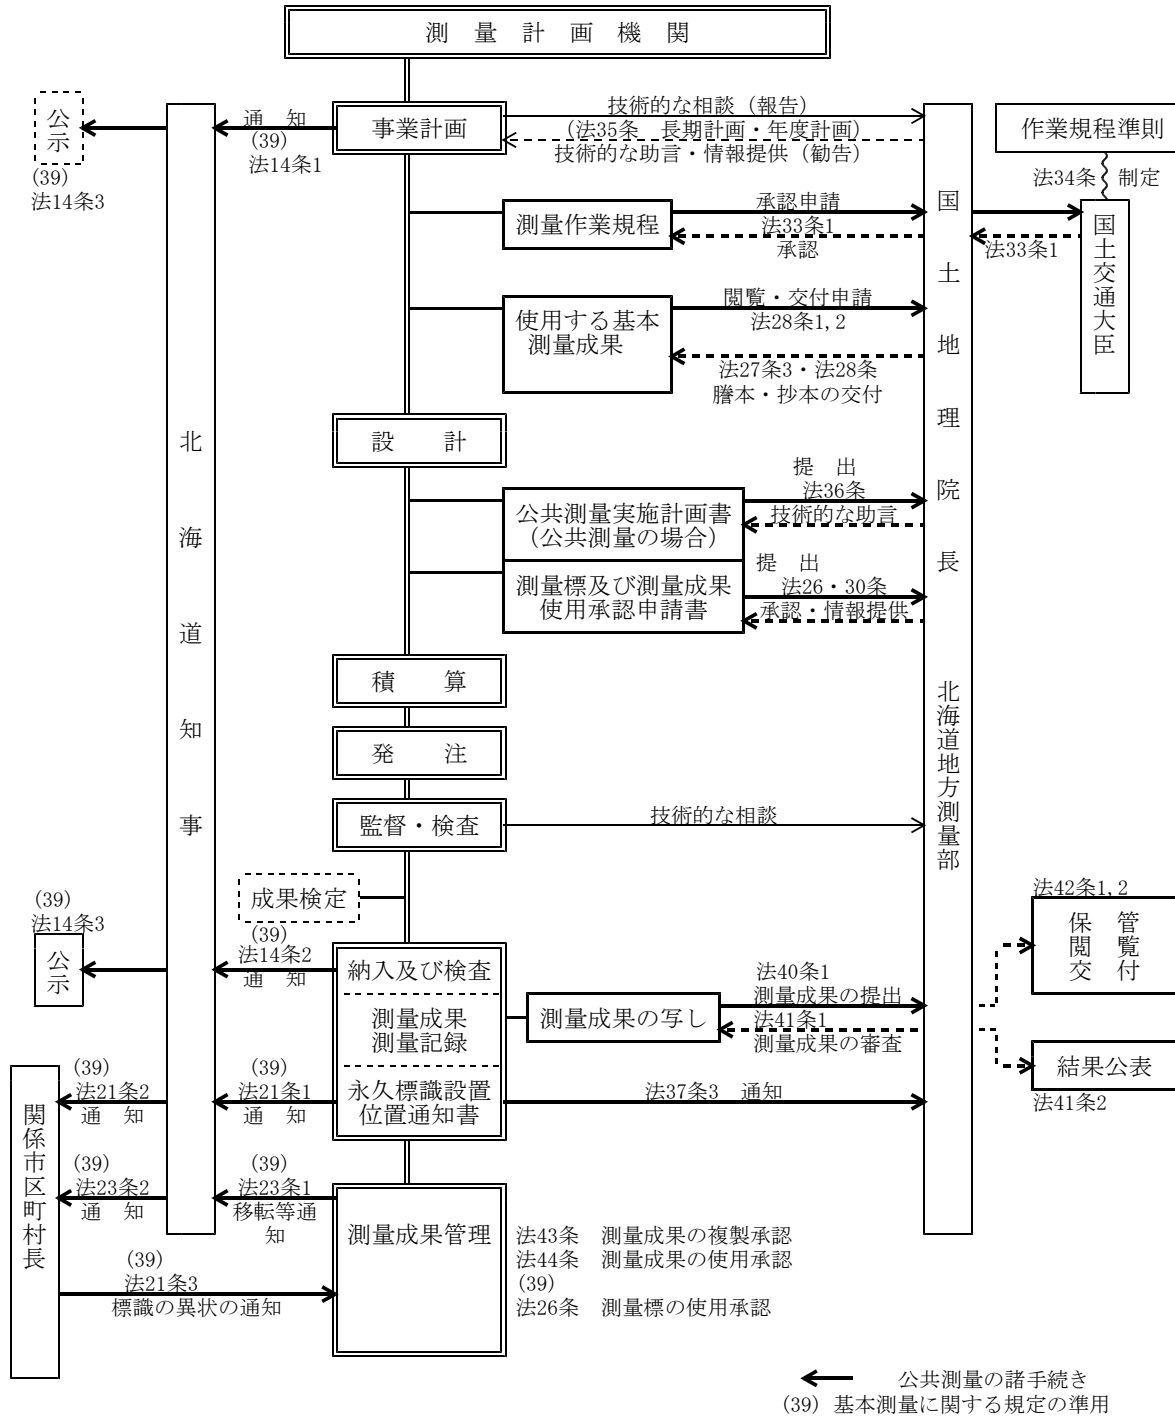 測　量　計　画　機　関
公示
(39)
法14条3
通　知
(39)
法14条1
事業計画
技術的な相談（報告）
（法35条　長期計画・年度計画）
技術的な助言・情報提供（勧告）
作業規程準則
法34条　制定
測量作業規程
承認申請
法33条1
承認
法33条1
国土交通大臣
使用する基本
測量成果
閲覧・交付申請
法28条1,2
法27条3・法28条
謄本・抄本の交付
国土地理院長
北海道地方測量部
北海道知事
設　　計
公共測量実施計画書
（公共測量の場合）
提　出
法36条
技術的な助言
測量標及び測量成果
使用承認申請書
提　出
法26・30条
承認・情報提供
積　　算
発　　注
監督・検査
技術的な相談
成果検定
(39)
法14条3
公示
(39)
法14条2
通　知
納入及び検査
測量成果
測量記録
永久標識設置
位置通知書
測量成果の写し
法40条1
測量成果の提出
法41条1
測量成果の審査
法42条1,2
保　管
閲　覧
交　付
結果公表
法41条2
法37条3　通知
(39)
法21条2
通　知
(39)
法21条1
通　知
関係市区町村長
(39)
法23条2
通　知
(39)
法23条1
移転等通
知
測量成果管理
(39)
法21条3
標識の異状の通知
法43条　測量成果の複製承認
法44条　測量成果の使用承認
(39)
法26条　測量標の使用承認
公共測量の諸手続き
(39) 基本測量に関する規定の準用